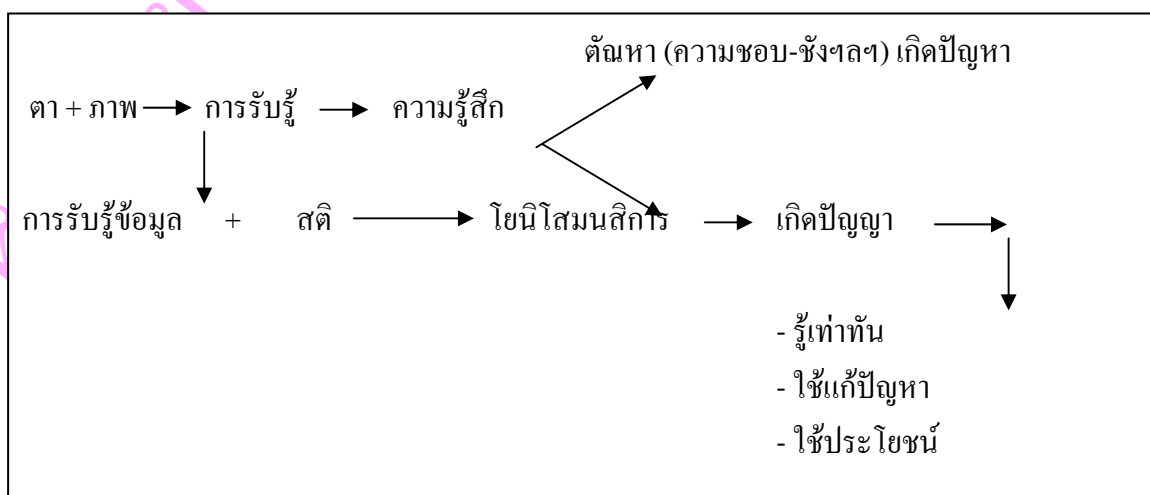 ตัณหา (ความชอบ-ชังฯลฯ) เกิดปัญหา
ตา + ภาพ การรับรู้ ความรู้สึก
การรับรู้ข้อมูล + สติ โยนิโสมนสิการ เกิดปัญญา
- รู้เท่าทัน
- ใช้แก้ปัญหา
- ใช้ประโยชน์